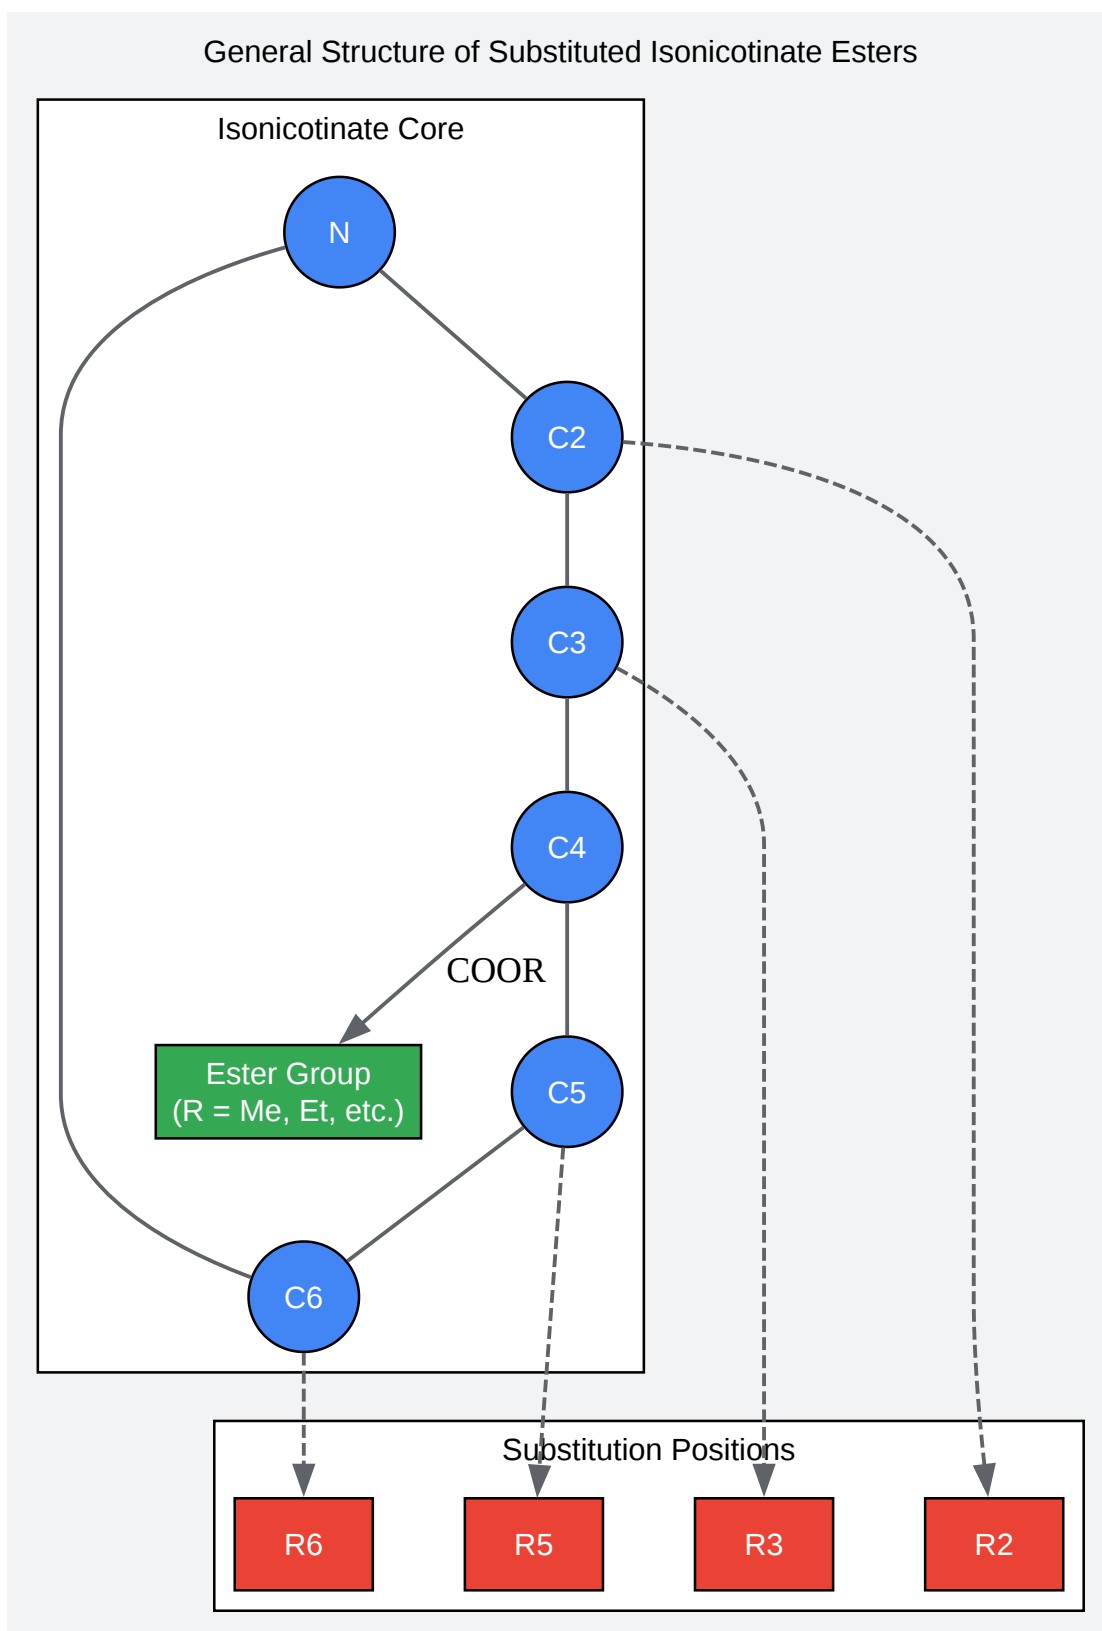 General Structure of Substituted Isonicotinate Esters
Isonicotinate Core
N
C2
C3
C4
COOR
Ester Group
(R = Me, Et, etc.)
C5
C6
Substitution Positions
R6
R5
R3
R2